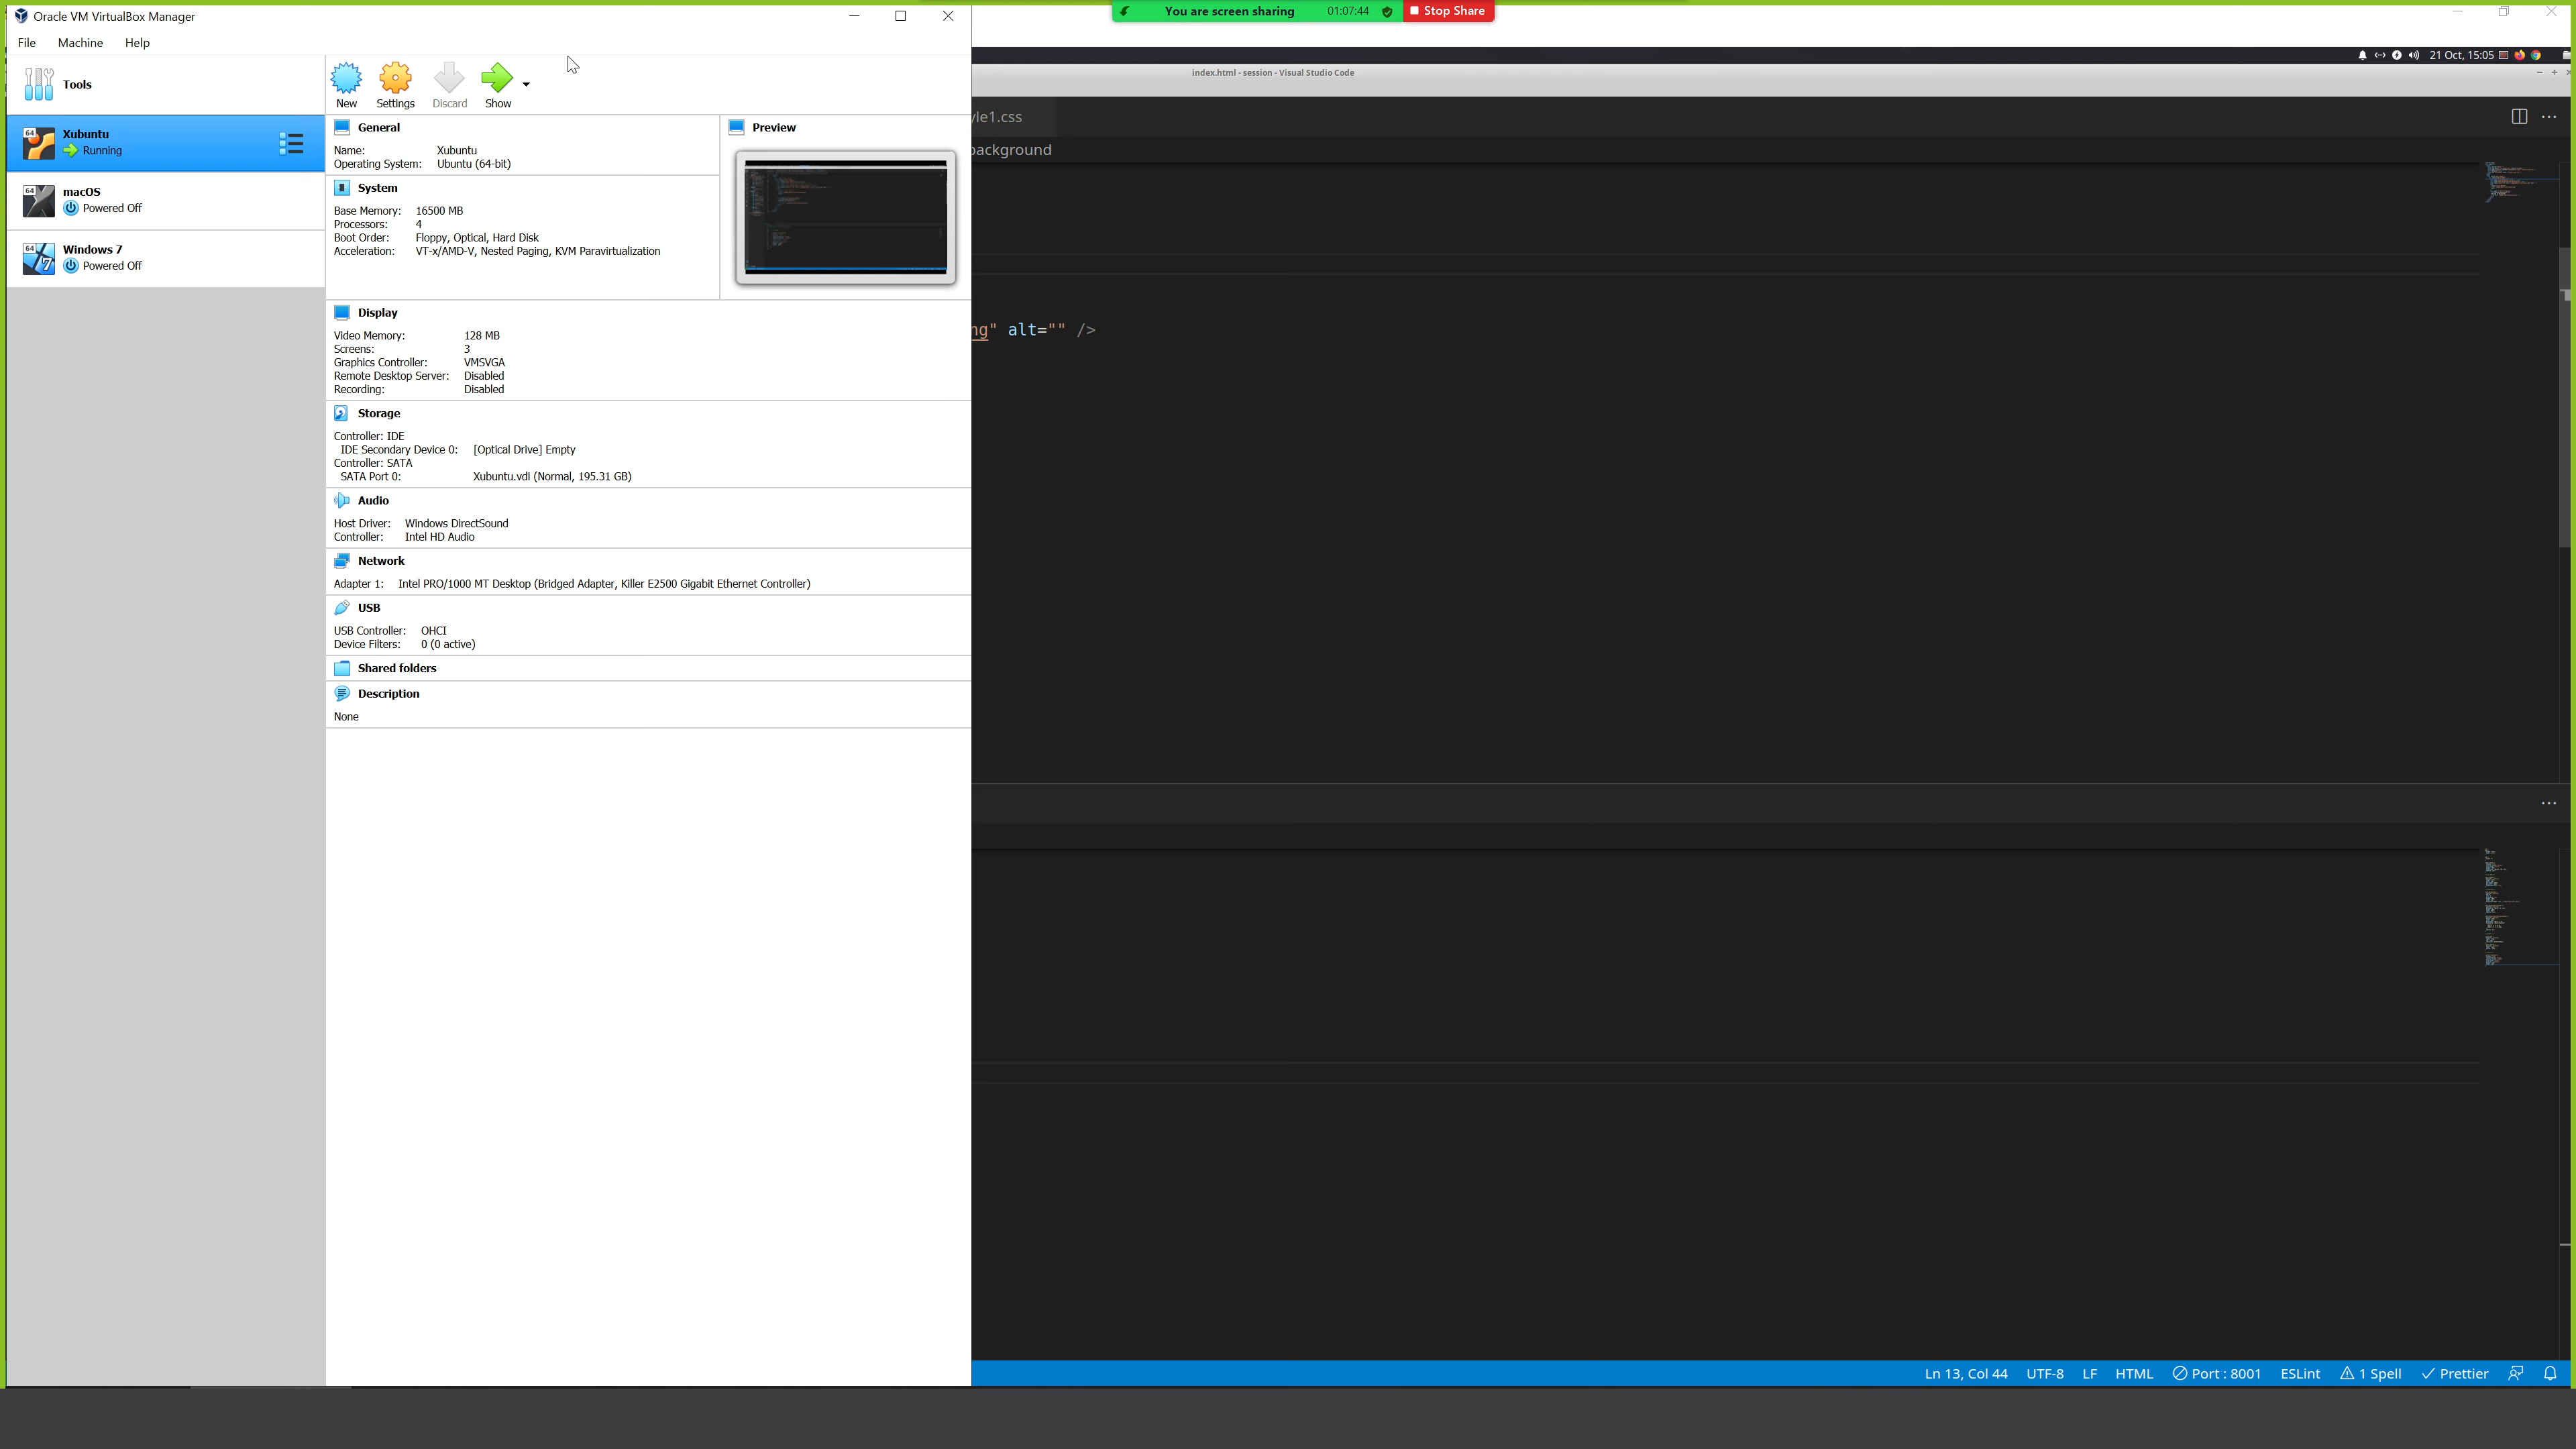 Oracle VM VirtualBox Manager
You are screen sharing 01:07:44 Stop Share
File Machine Help
21 Oct, 15:05
index.html - session - Visual Studio Code
Tools
New Settings Discard Show
yle1.css
background
64 Xubuntu
Running
64 macOS
Powered Off
64 Windows 7
Powered Off
General
Name: Xubuntu
Operating System: Ubuntu (64-bit)
Preview
System
Base Memory: 16500 MB
Processors: 4
Boot Order: Floppy, Optical, Hard Disk
Acceleration: VT-x/AMD-V, Nested Paging, KVM Paravirtualization
Display
Video Memory: 128 MB
Screens: 3
Graphics Controller: VMSVGA
Remote Desktop Server: Disabled
Recording: Disabled
ng" alt="" />
Storage
Controller: IDE
IDE Secondary Device 0: [Optical Drive] Empty
Controller: SATA
SATA Port 0: Xubuntu.vdi (Normal, 195.31 GB)
Audio
Host Driver: Windows DirectSound
Controller: Intel HD Audio
Network
Adapter 1: Intel PRO/1000 MT Desktop (Bridged Adapter, Killer E2500 Gigabit Ethernet Controller)
USB
USB Controller: OHCI
Device Filters: 0 (0 active)
Shared folders
Description
None
Ln 13, Col 44 UTF-8 LF HTML Port : 8001 ESLint 1 Spell Prettier